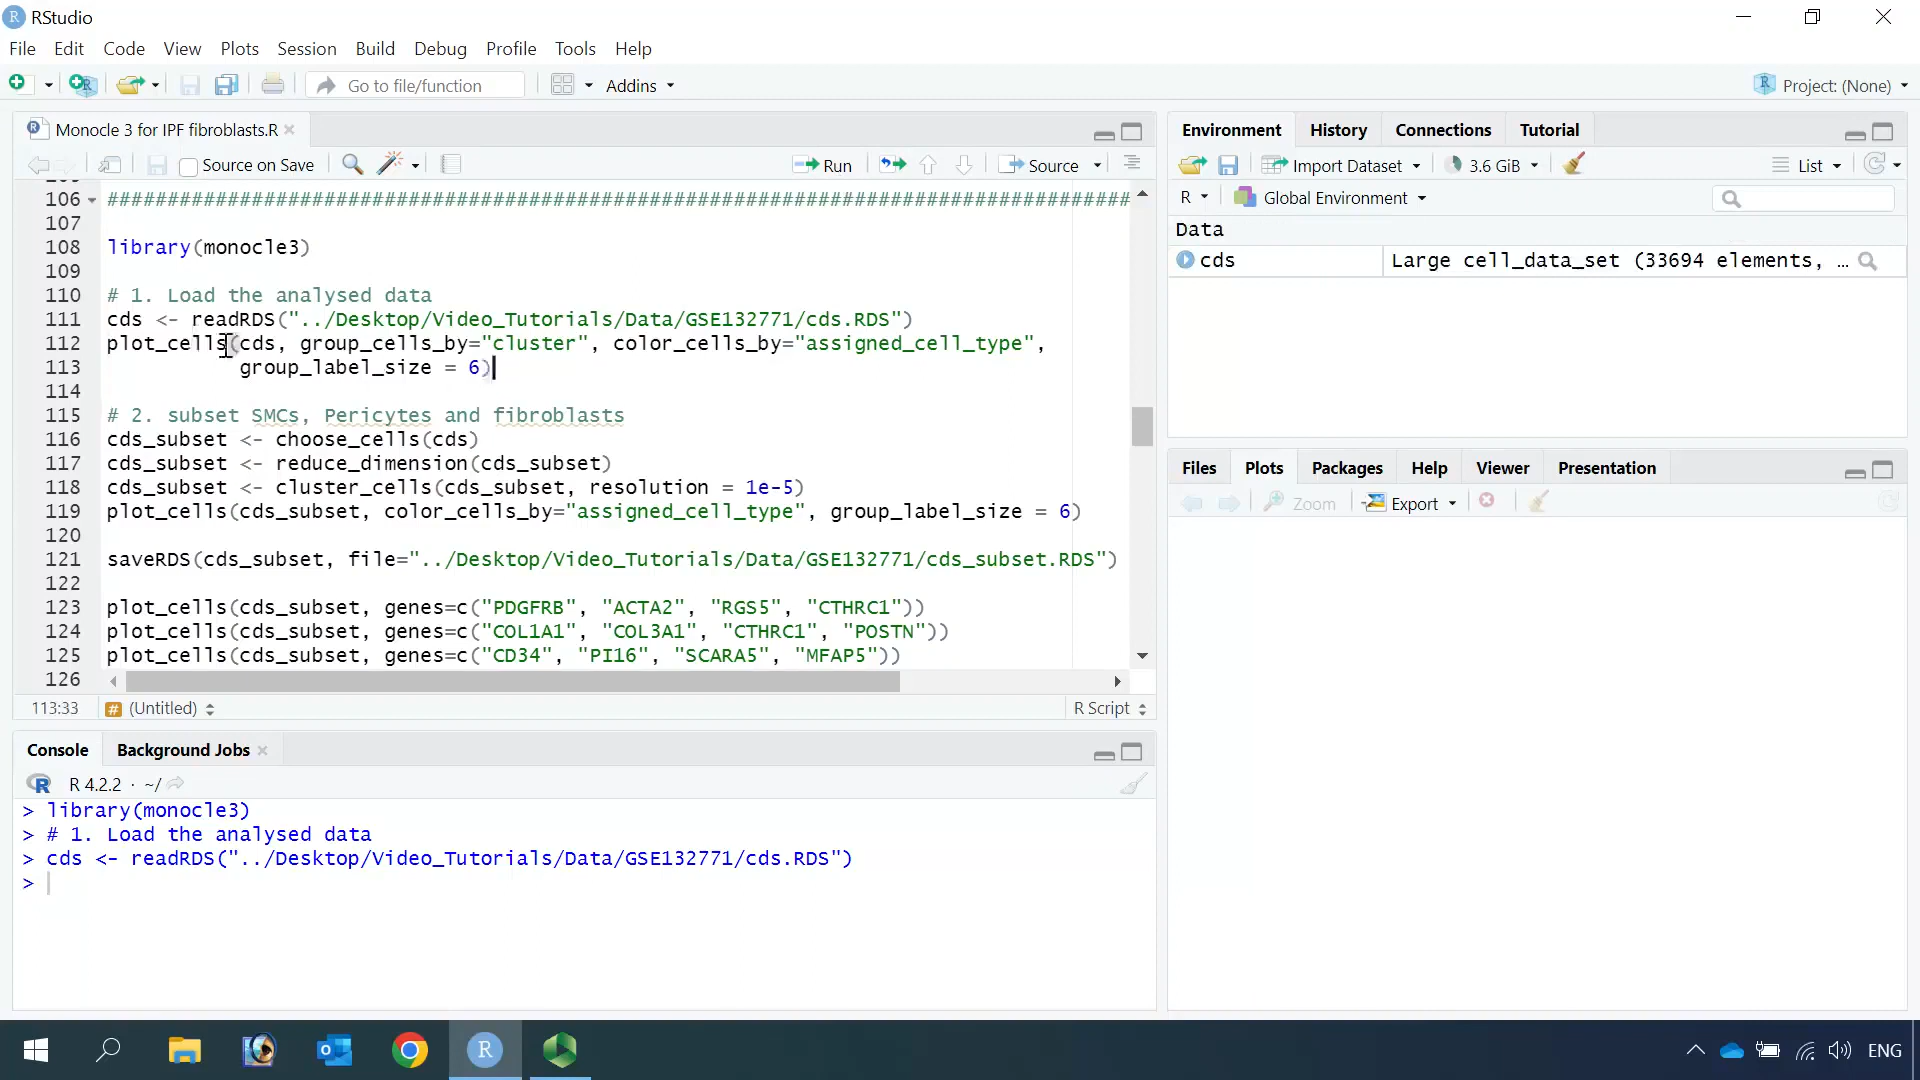 RStudio
File Edit Code View Plots Session Build Debug Profile Tools Help
Go to file/function Addins Project: (None)
Monocle 3 for IPF fibroblasts.R
Source on Save Run Source
106 ######################################################################################
107
108 library(monocle3)
109
110 # 1. Load the analysed data
111 cds <- readRDS("../Desktop/Video_Tutorials/Data/GSE132771/cds.RDS")
112 plot_cells(cds, group_cells_by="cluster", color_cells_by="assigned_cell_type",
113 group_label_size = 6)
114
115 # 2. subset SMCs, Pericytes and fibroblasts
116 cds_subset <- choose_cells(cds)
117 cds_subset <- reduce_dimension(cds_subset)
118 cds_subset <- cluster_cells(cds_subset, resolution = 1e-5)
119 plot_cells(cds_subset, color_cells_by="assigned_cell_type", group_label_size = 6)
120
121 saveRDS(cds_subset, file="../Desktop/Video_Tutorials/Data/GSE132771/cds_subset.RDS")
122
123 plot_cells(cds_subset, genes=c("PDGFRB", "ACTA2", "RGS5", "CTHRC1"))
124 plot_cells(cds_subset, genes=c("COL1A1", "COL3A1", "CTHRC1", "POSTN"))
125 plot_cells(cds_subset, genes=c("CD34", "PI16", "SCARA5", "MFAP5"))
126
113:33 # (Untitled) R Script
Console Background Jobs
R 4.2.2 · ~/
> library(monocle3)
> # 1. Load the analysed data
> cds <- readRDS("../Desktop/Video_Tutorials/Data/GSE132771/cds.RDS")
>
Environment History Connections Tutorial
Import Dataset 3.6 GiB List
R Global Environment
Data
cds Large cell_data_set (33694 elements, …
Files Plots Packages Help Viewer Presentation
Zoom Export
ENG